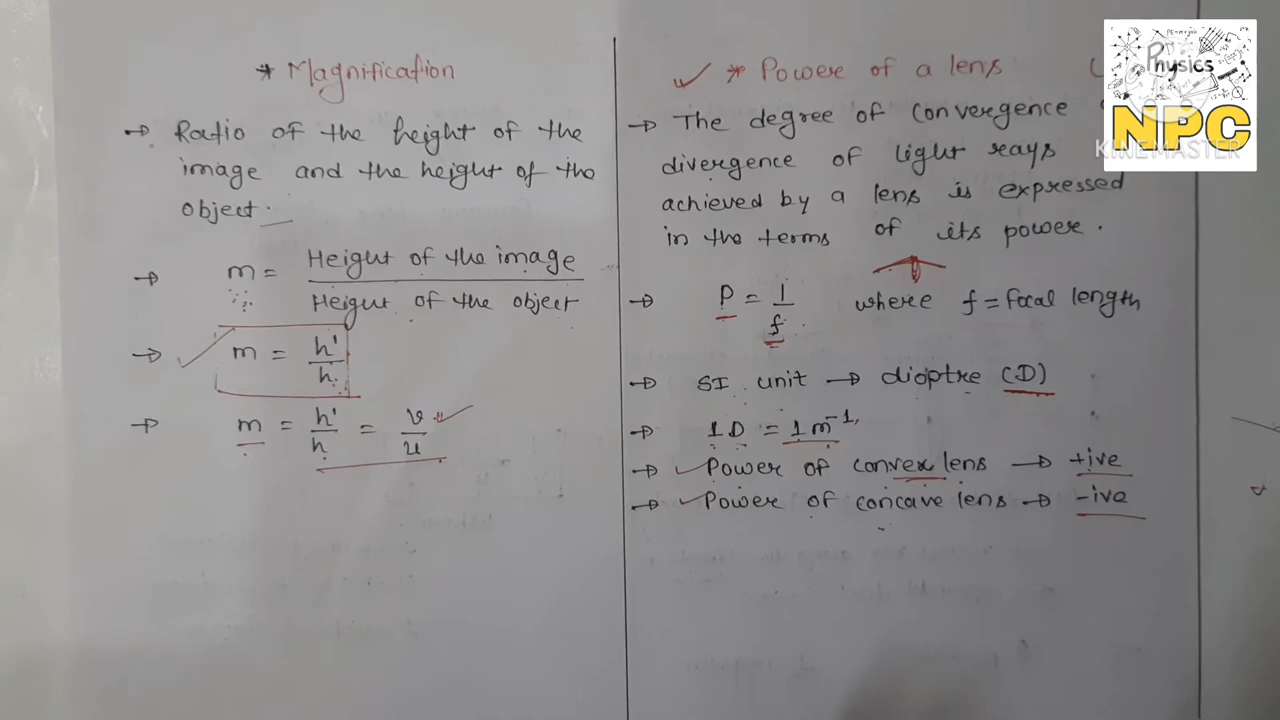 * Magnification
→ Ratio of the height of the
image and the height of the
object.
→ m = Height of the image
Height of the object
→ m = h'
h
→ m = h' = v
h u
✓ * Power of a lens
→ The degree of convergence
divergence of light rays
achieved by a lens is expressed
in the terms of its power.
→ P = 1 where f = focal length
f
→ SI unit → dioptre (D)
→ 1 D = 1 m⁻¹,
→ ✓ Power of convex lens → +ive
→ ✓ Power of concave lens → -ive
Physics
NPC
KINEMASTER